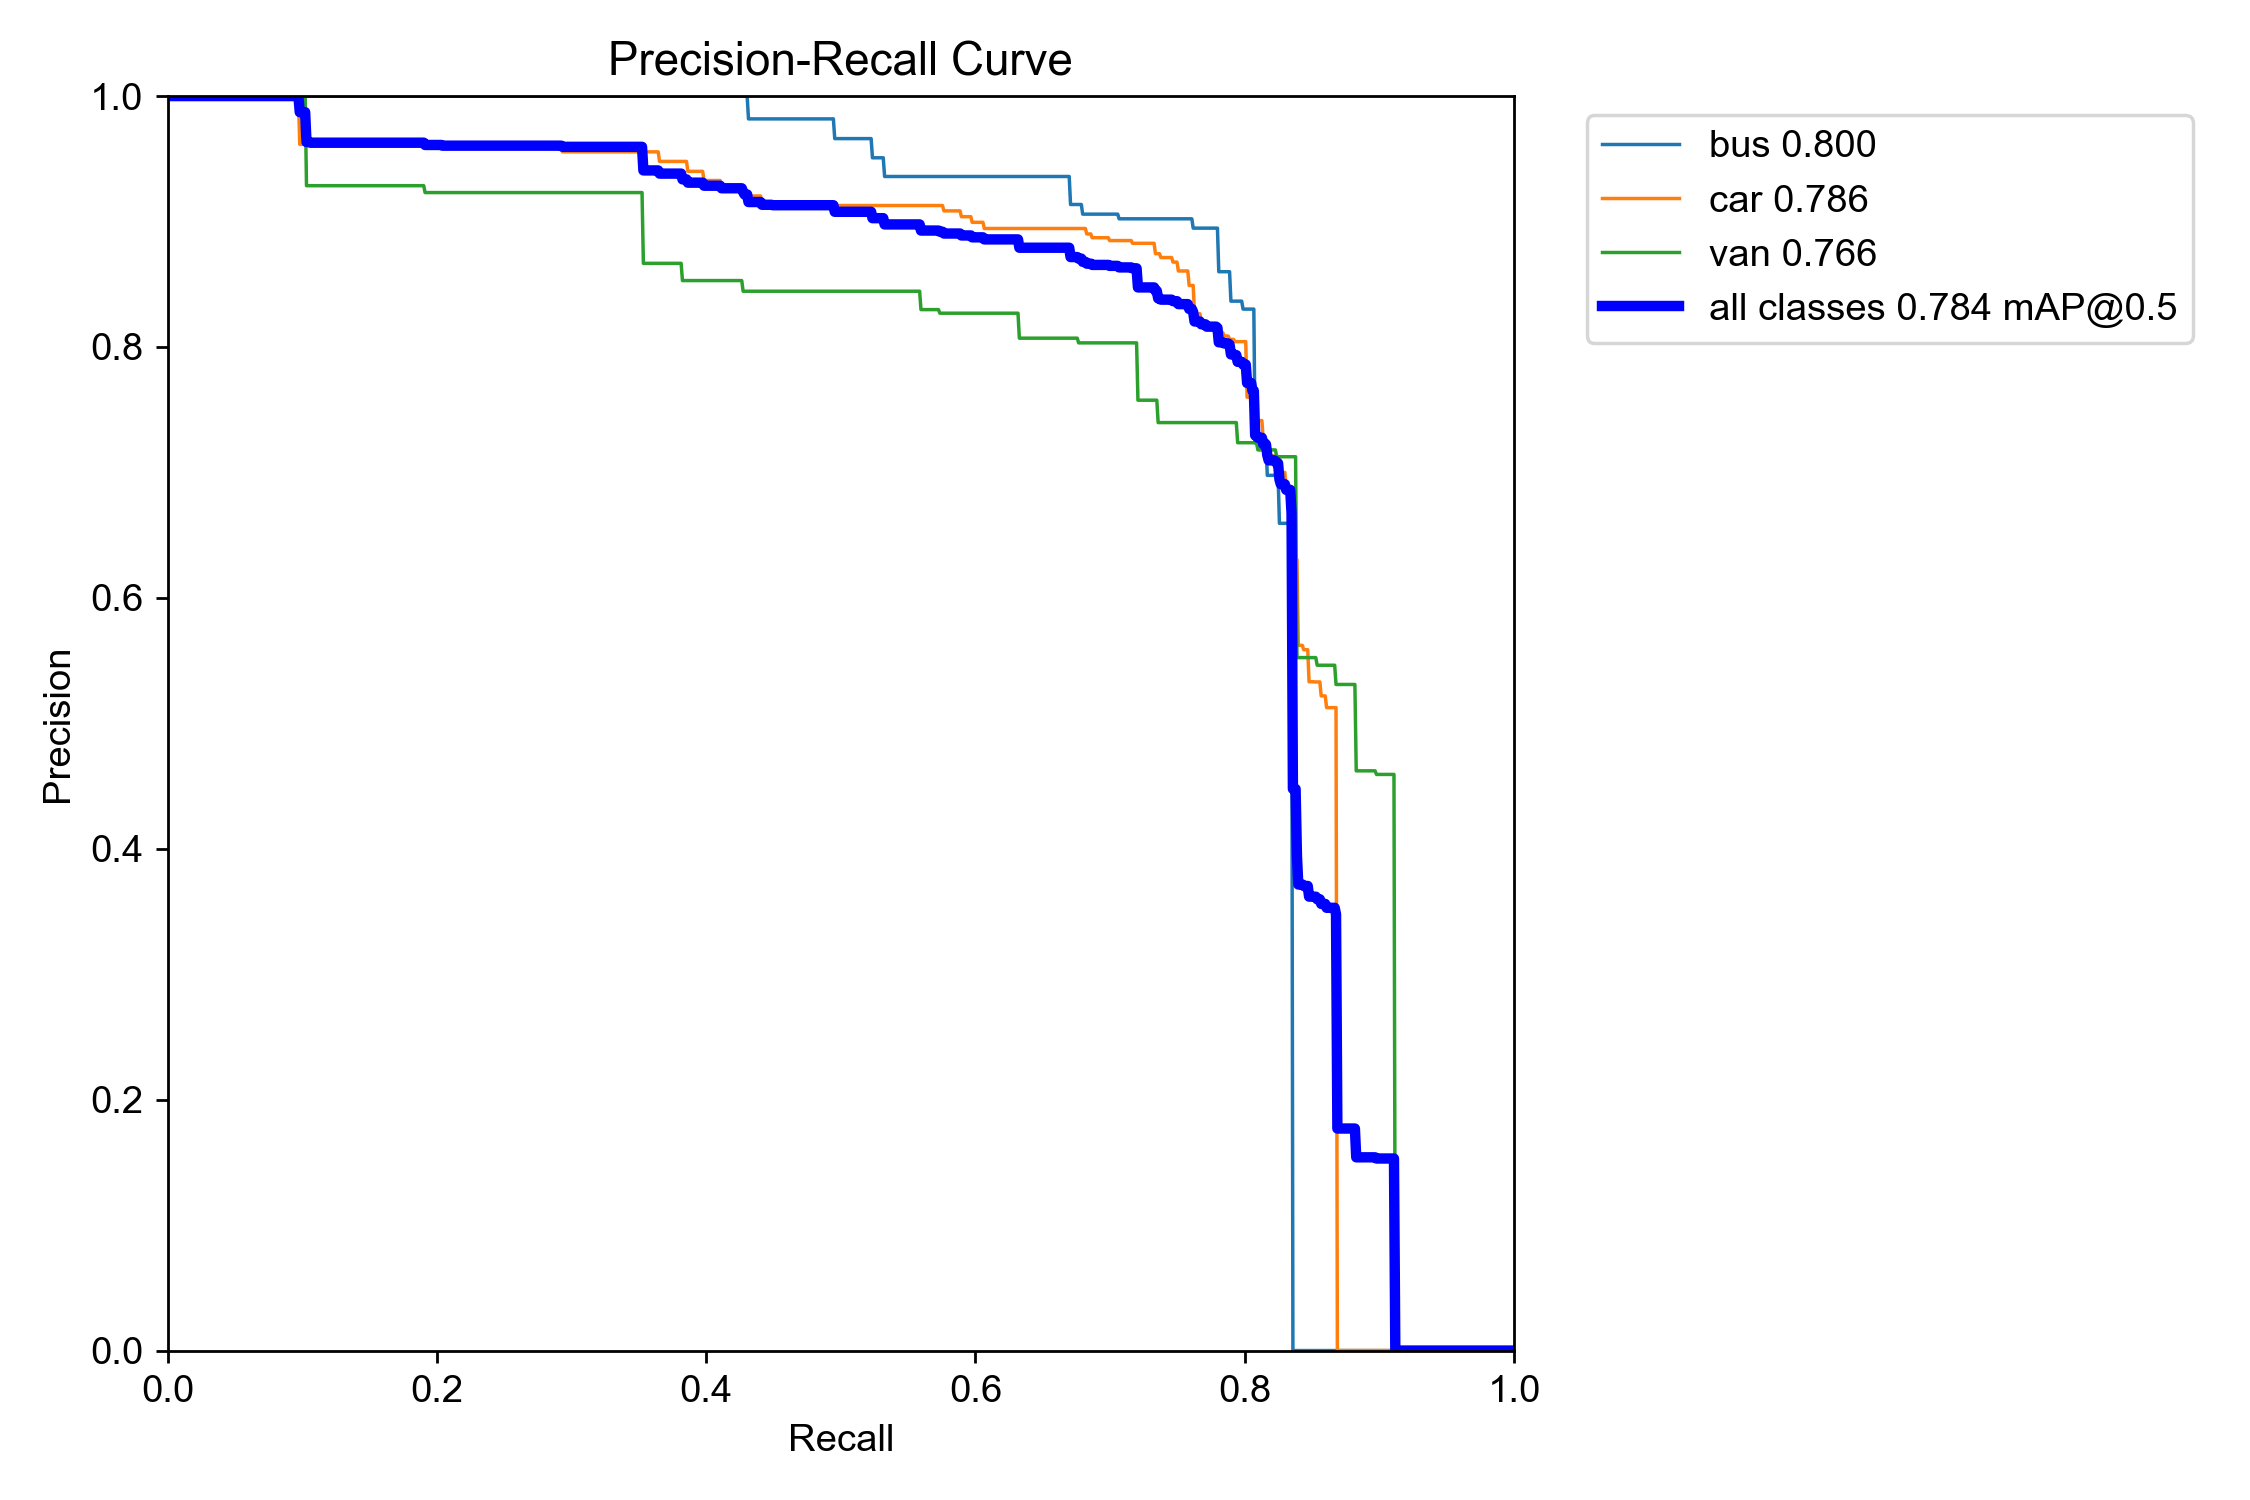 Precision-Recall Curve
1.0
0.8
0.6
0.4
0.2
0.0
Precision
0.0 0.2 0.4 0.6 0.8 1.0
Recall
bus 0.800
car 0.786
van 0.766
all classes 0.784 mAP@0.5